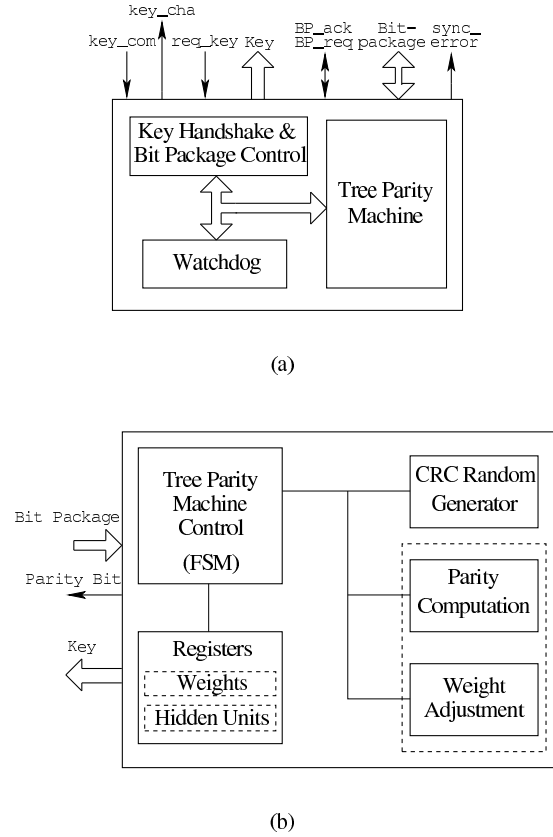 key_cha
key_com req_key Key BP_ack Bit- sync_
BP_req package error
Key Handshake &
Bit Package Control
Tree Parity
Machine
Watchdog
(a)
Tree Parity
Machine
Control
(FSM)
CRC Random
Generator
Bit Package
Parity Bit
Parity
Computation
Key
Registers
Weights
Hidden Units
Weight
Adjustment
(b)